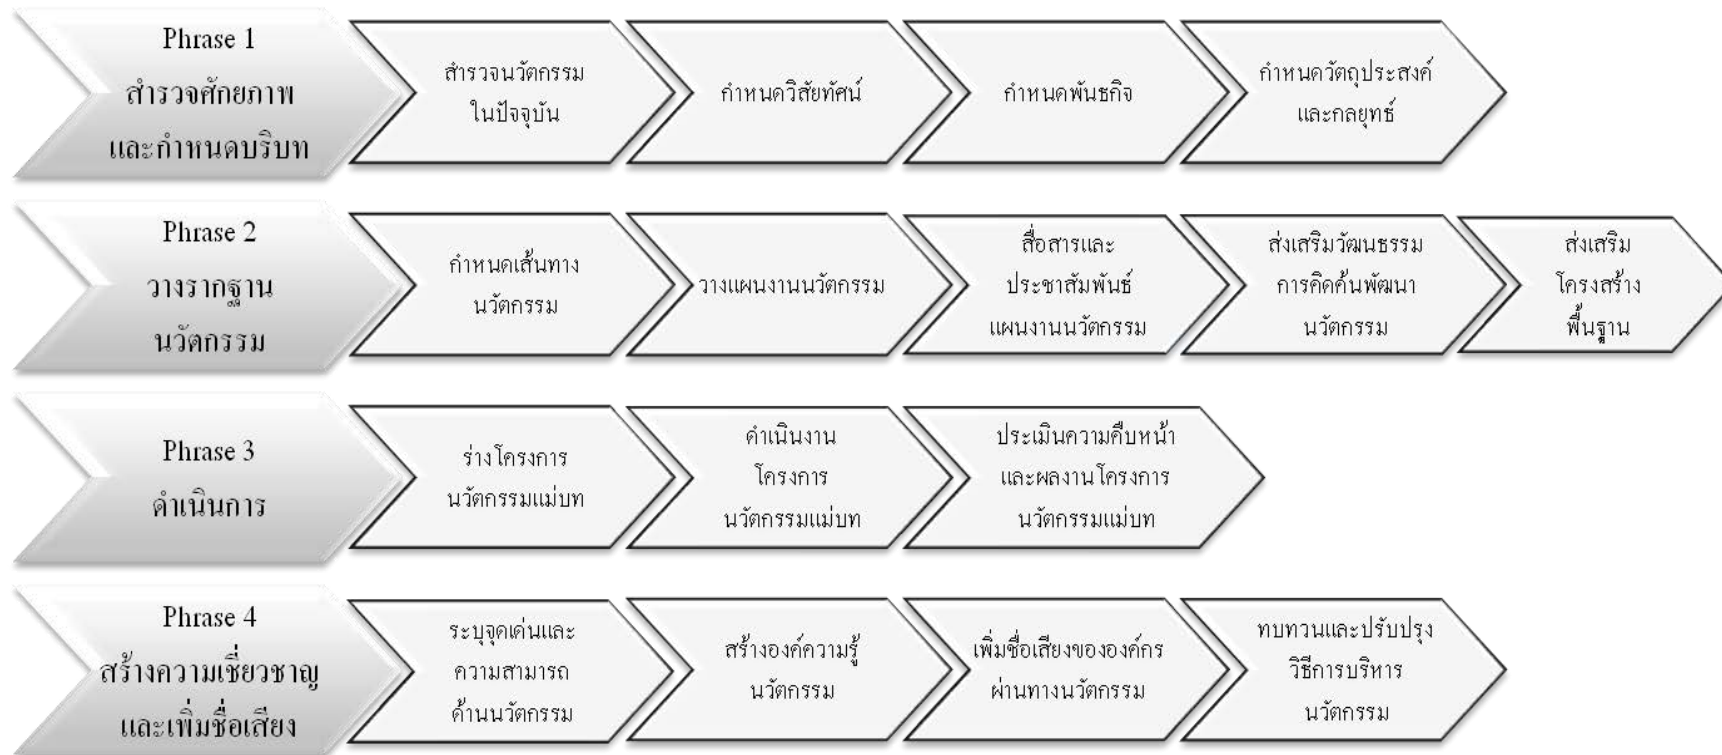 Phrase 1
สำรวจศักยภาพ
และกำหนดบริบท
สำรวจนวัตกรรม
ในปัจจุบัน
กำหนดวิสัยทัศน์
กำหนดพันธกิจ
กำหนดวัตถุประสงค์
และกลยุทธ์
Phrase 2
วางรากฐาน
นวัตกรรม
กำหนดเส้นทาง
นวัตกรรม
วางแผนงานนวัตกรรม
สื่อสารและ
ประชาสัมพันธ์
แผนงานนวัตกรรม
ส่งเสริมวัฒนธรรม
การคิดค้นพัฒนา
นวัตกรรม
ส่งเสริม
โครงสร้าง
พื้นฐาน
Phrase 3
ดำเนินการ
ร่างโครงการ
นวัตกรรมแม่บท
ดำเนินงาน
โครงการ
นวัตกรรมแม่บท
ประเมินความคืบหน้า
และผลงานโครงการ
นวัตกรรมแม่บท
Phrase 4
สร้างความเชี่ยวชาญ
และเพิ่มชื่อเสียง
ระบุจุดเด่นและ
ความสามารถ
ด้านนวัตกรรม
สร้างองค์ความรู้
นวัตกรรม
เพิ่มชื่อเสียงขององค์กร
ผ่านทางนวัตกรรม
ทบทวนและปรับปรุง
วิธีการบริหาร
นวัตกรรม